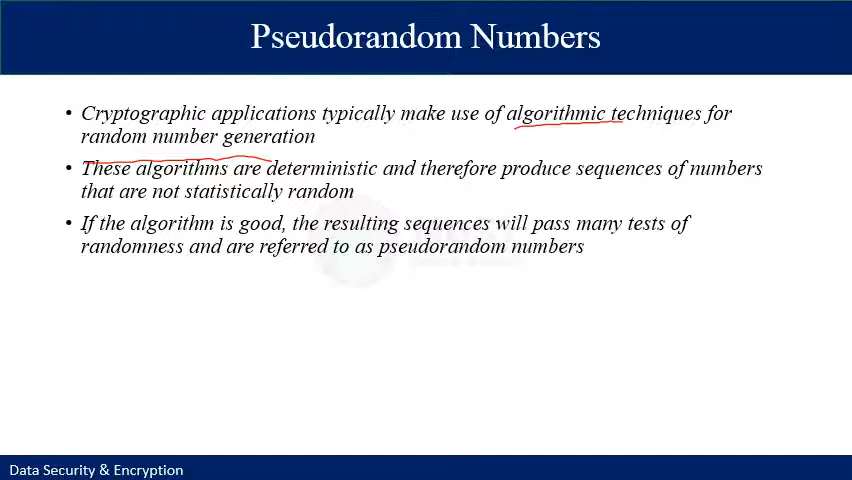 Pseudorandom Numbers
• Cryptographic applications typically make use of algorithmic techniques for
random number generation
• These algorithms are deterministic and therefore produce sequences of numbers
that are not statistically random
• If the algorithm is good, the resulting sequences will pass many tests of
randomness and are referred to as pseudorandom numbers
Data Security & Encryption